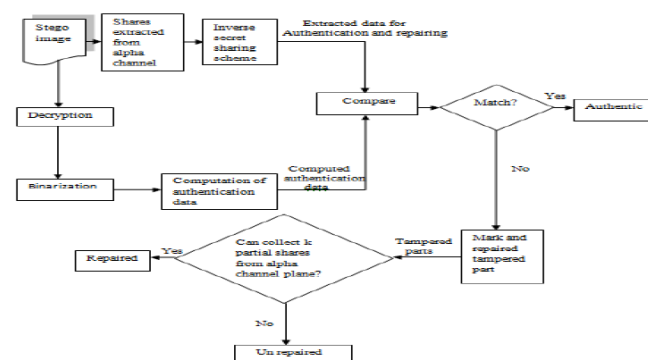 Stego
image
Shares
extracted
from
alpha
channel
Inverse
secret
sharing
scheme
Extracted data for
Authentication and repairing
Compare
Match?
Yes
Authentic
Decryption
Binarization
Computation of
authentication
data
Computed
authentication
data
No
Mark and
repaired
tampered
part
Tampered
parts
Can collect k
partial shares
from alpha
channel plane?
Yes
Repaired
No
Un repaired